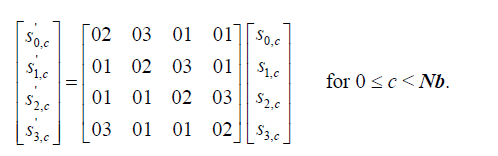 [s'0,c] [02 03 01 01] [s0,c]
[s'1,c] = [01 02 03 01] [s1,c]
[s'2,c] [01 01 02 03] [s2,c] for 0 ≤ c < Nb.
[s'3,c] [03 01 01 02] [s3,c]